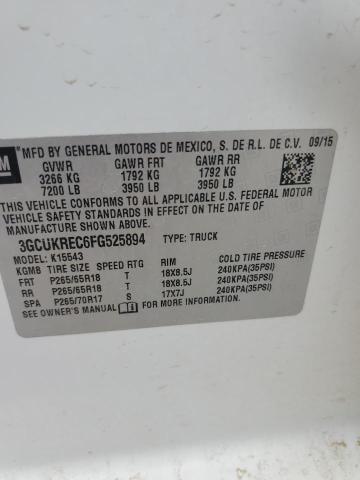 GM
MFD BY GENERAL MOTORS DE MEXICO, S. DE R.L. DE C.V. 09/15
GVWR GAWR FRT GAWR RR
3266 KG 1792 KG 1792 KG
7200 LB 3950 LB 3950 LB
THIS VEHICLE CONFORMS TO ALL APPLICABLE U.S. FEDERAL MOTOR
VEHICLE SAFETY STANDARDS IN EFFECT ON THE DATE OF
MANUFACTURE SHOWN ABOVE.
3GCUKREC6FG525894 TYPE: TRUCK
MODEL: K15543
KGMB TIRE SIZE SPEED RTG RIM COLD TIRE PRESSURE
FRT P265/65R18 T 18X8.5J 240KPA(35PSI)
RR P265/65R18 T 18X8.5J 240KPA(35PSI)
SPA P265/70R17 S 17X7J 240KPA(35PSI)
SEE OWNER'S MANUAL FOR MORE INFORMATION.